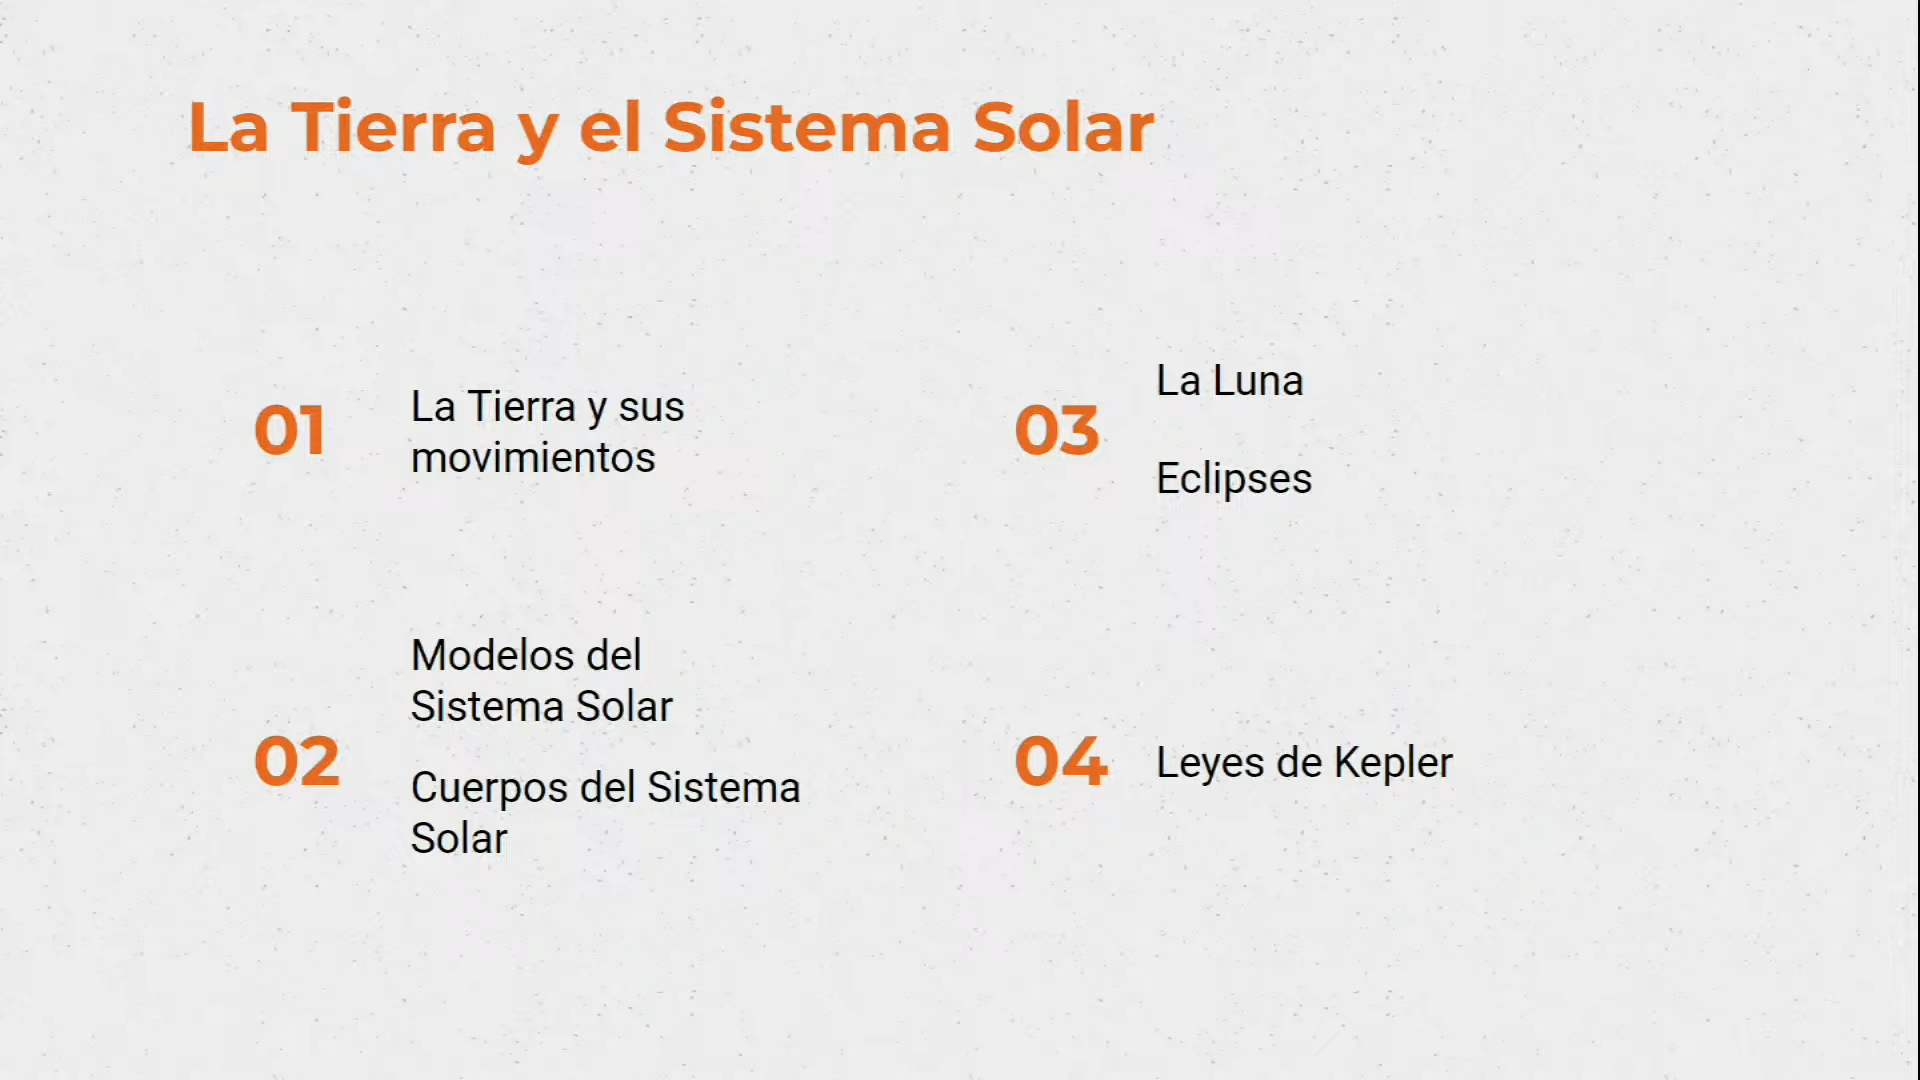 La Tierra y el Sistema Solar
01
La Tierra y sus
movimientos
02
Modelos del
Sistema Solar
Cuerpos del Sistema
Solar
03
La Luna
Eclipses
04
Leyes de Kepler